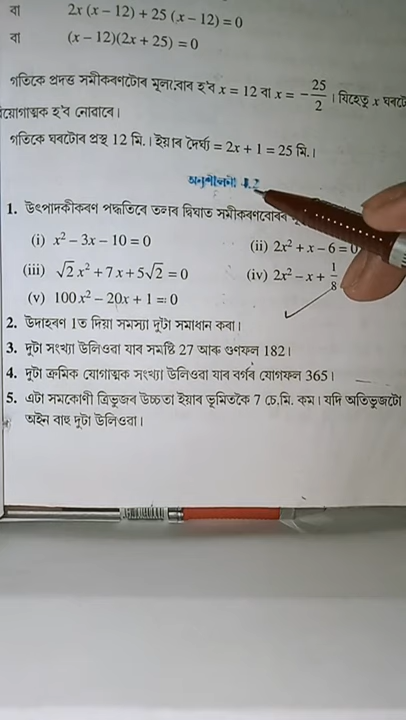 বা 2x (x – 12) + 25 (x – 12) = 0
বা (x – 12)(2x + 25) = 0
গতিকে প্ৰদত্ত সমীকৰণটোৰ মূলবোৰ হ'ব x = 12 বা x = – 25/2 । যিহেতু x ঘৰটো
হ'ব নোৱাৰে।
গতিকে ঘৰটোৰ প্ৰস্থ 12 মি.। ইয়াৰ দৈৰ্ঘ্য = 2x + 1 = 25 মি.।
অনুশীলনী 4.2
1. উৎপাদকীকৰণ পদ্ধতিৰে তলৰ দ্বিঘাত সমীকৰণবোৰৰ
(i) x² – 3x – 10 = 0 (ii) 2x² + x – 6 = 0
(iii) √2 x² + 7x + 5√2 = 0 (iv) 2x² – x + 1/8
(v) 100x² – 20x + 1 = 0
2. উদাহৰণ 1ত দিয়া সমস্যা দুটা সমাধান কৰা।
3. দুটা সংখ্যা উলিওৱা যাৰ সমষ্টি 27 আৰু গুণফল 182।
4. দুটা ক্ৰমিক যোগাত্মক সংখ্যা উলিওৱা যাৰ বৰ্গৰ যোগফল 365।
5. এটা সমকোণী ত্ৰিভুজৰ উচ্চতা ইয়াৰ ভূমিতকৈ 7 চে.মি. কম। যদি অতিভুজটো
আইন বাহু দুটা উলিওৱা।